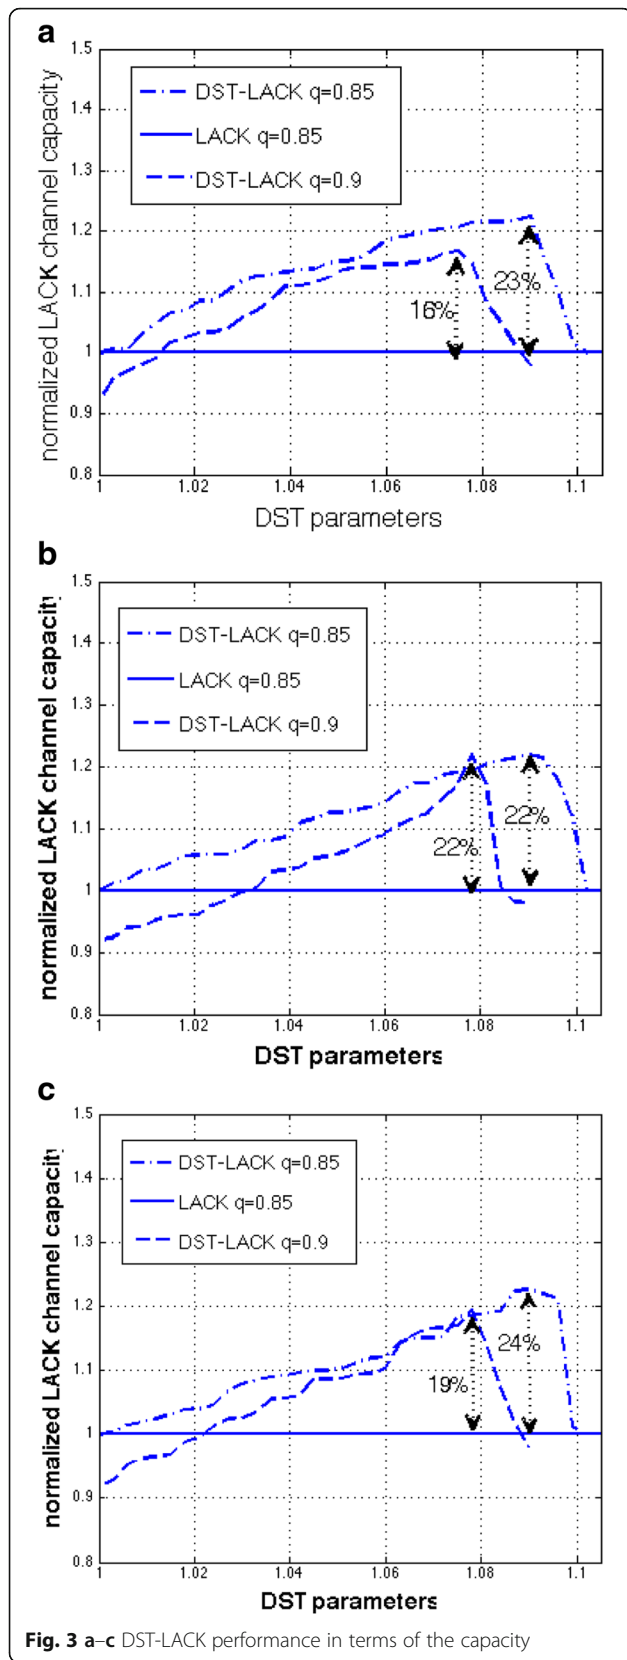 a
1.5
1.4
1.3
1.2
1.1
1
0.9
0.8
normalized LACK channel capacity
DST-LACK q=0.85
LACK q=0.85
DST-LACK q=0.9
16%
23%
1
1.02
1.04
1.06
1.08
1.1
DST parameters
b
1.5
1.4
1.3
1.2
1.1
1
0.9
0.8
normalized LACK channel capacity
DST-LACK q=0.85
LACK q=0.85
DST-LACK q=0.9
22%
22%
1
1.02
1.04
1.06
1.08
1.1
DST parameters
c
1.5
1.4
1.3
1.2
1.1
1
0.9
0.8
normalized LACK channel capacity
DST-LACK q=0.85
LACK q=0.85
DST-LACK q=0.9
19%
24%
1
1.02
1.04
1.06
1.08
1.1
DST parameters
Fig. 3 a–c DST-LACK performance in terms of the capacity